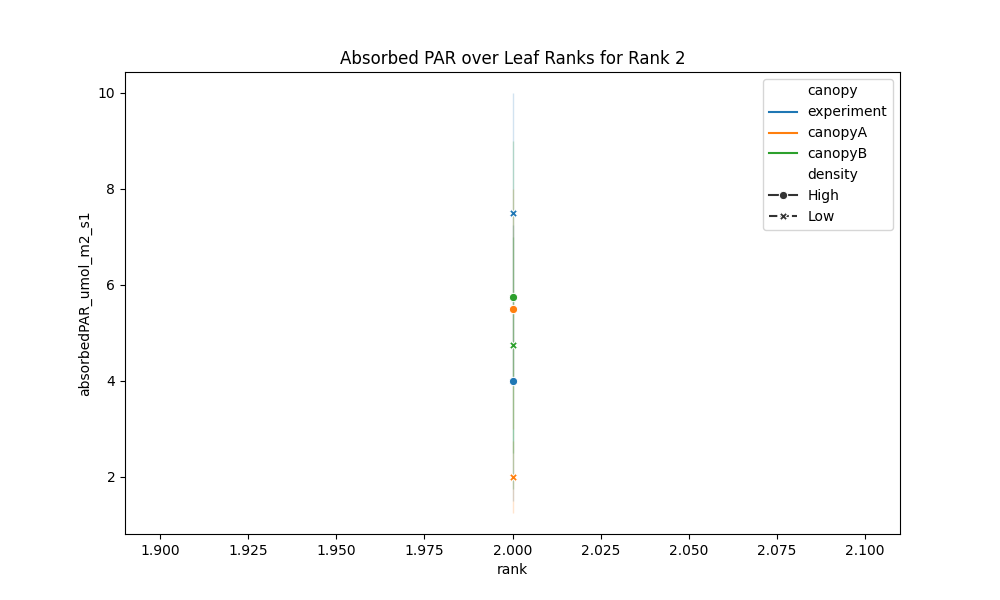 Absorbed PAR over Leaf Ranks for Rank 2
absorbedPAR_umol_m2_s1
10
8
6
4
2
canopy
experiment
canopyA
canopyB
density
High
Low
1.900 1.925 1.950 1.975 2.000 2.025 2.050 2.075 2.100
rank